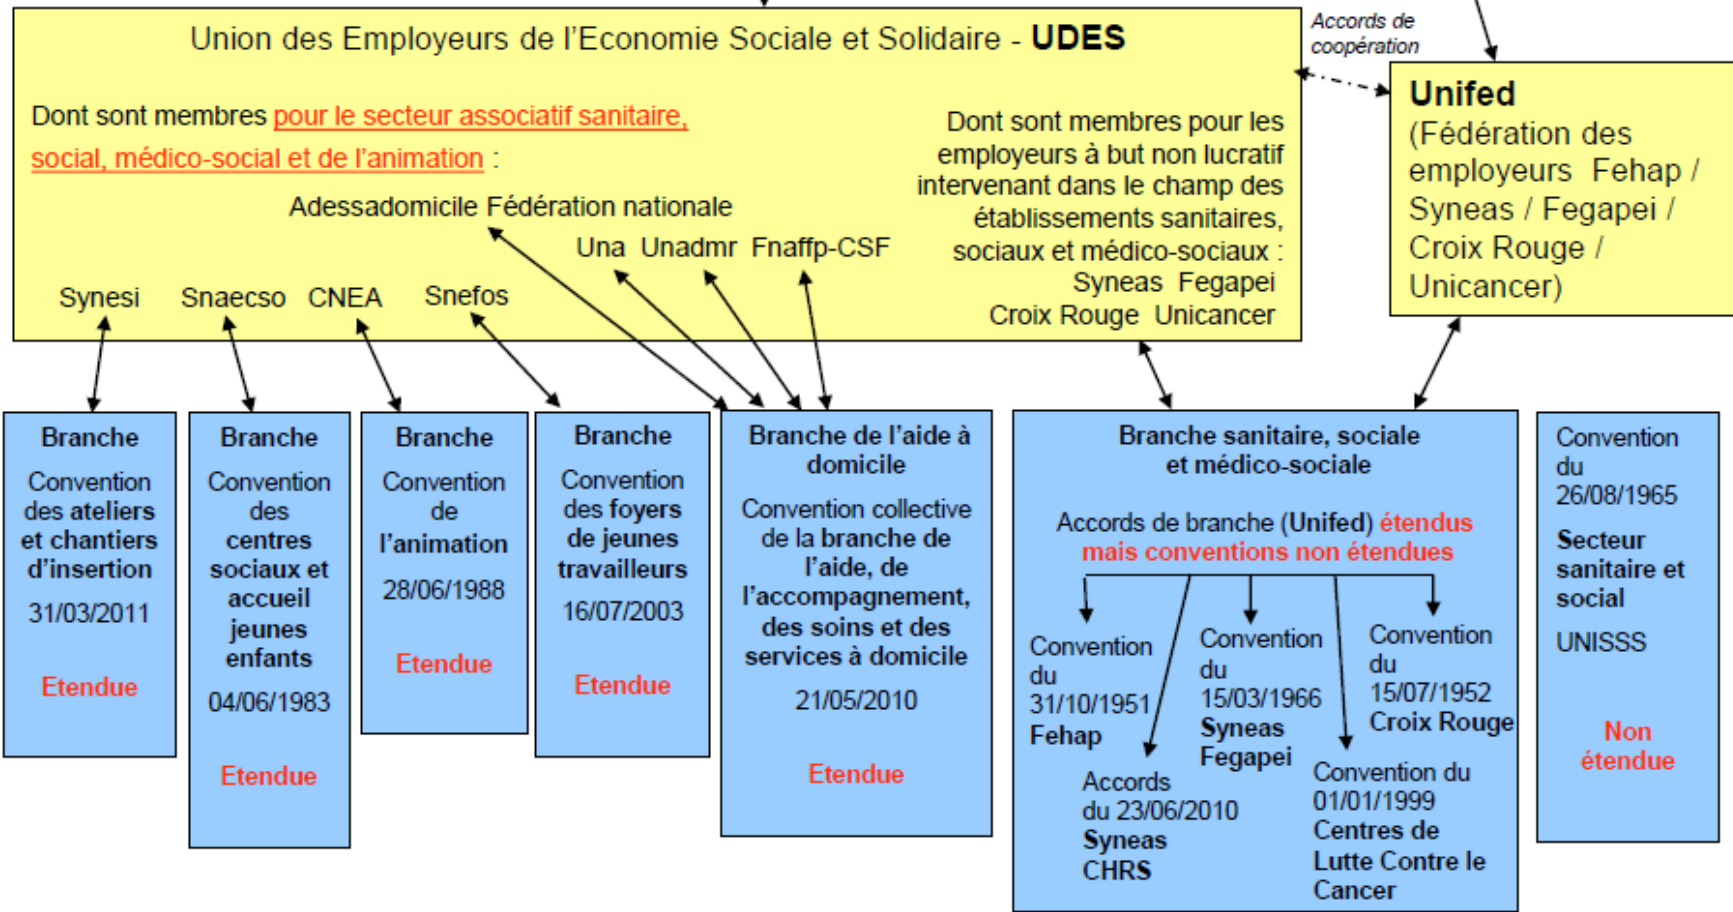 Union des Employeurs de l'Economie Sociale et Solidaire - UDES
Accords de
coopération
Dont sont membres pour le secteur associatif sanitaire,
social, médico-social et de l'animation :
Adessadomicile Fédération nationale
Una Unadmr Fnaffp-CSF
Synesi Snaecso CNEA Snefos
Dont sont membres pour les
employeurs à but non lucratif
intervenant dans le champ des
établissements sanitaires,
sociaux et médico-sociaux :
Syneas Fegapei
Croix Rouge Unicancer
Unifed
(Fédération des
employeurs Fehap /
Syneas / Fegapei /
Croix Rouge /
Unicancer)
Branche
Convention
des ateliers
et chantiers
d'insertion
31/03/2011
Etendue
Branche
Convention
des
centres
sociaux et
accueil
jeunes
enfants
04/06/1983
Etendue
Branche
Convention
de
l'animation
28/06/1988
Etendue
Branche
Convention
des foyers
de jeunes
travailleurs
16/07/2003
Etendue
Branche de l'aide à
domicile
Convention collective
de la branche de
l'aide, de
l'accompagnement,
des soins et des
services à domicile
21/05/2010
Etendue
Branche sanitaire, sociale
et médico-sociale
Accords de branche (Unifed) étendus
mais conventions non étendues
Convention
du
31/10/1951
Fehap
Accords
du 23/06/2010
Syneas
CHRS
Convention
du
15/03/1966
Syneas
Fegapei
Convention du
01/01/1999
Centres de
Lutte Contre le
Cancer
Convention
du
15/07/1952
Croix Rouge
Convention
du
26/08/1965
Secteur
sanitaire et
social
UNISSS
Non
étendue